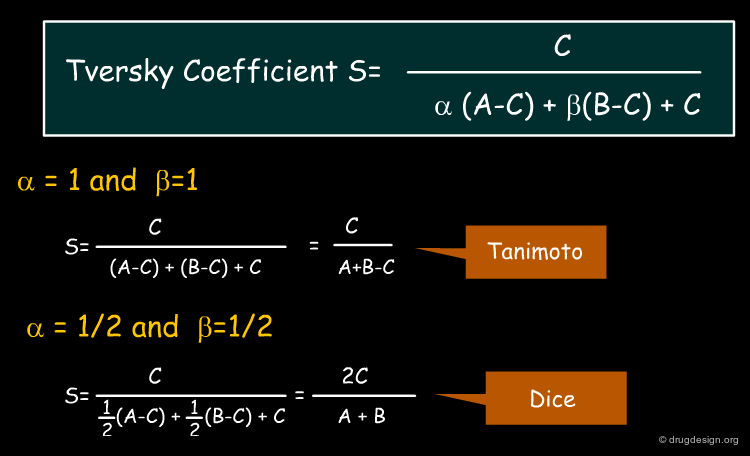 Tversky Coefficient S= C
α (A-C) + β(B-C) + C
α = 1 and β=1
S= C = C
(A-C) + (B-C) + C A+B-C
Tanimoto
α = 1/2 and β=1/2
S= C = 2C
1/2(A-C) + 1/2(B-C) + C A + B
Dice
© drugdesign.org